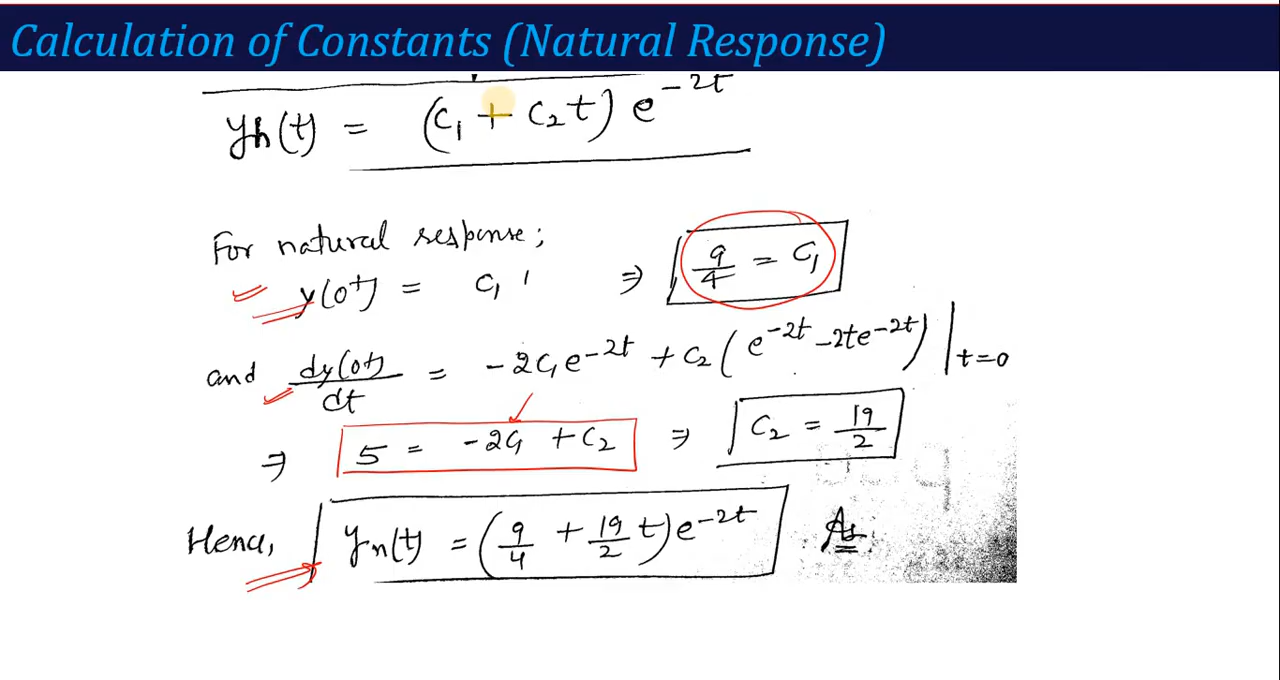 Calculation of Constants (Natural Response)
yh(t) = (C₁ + C₂t) e⁻²ᵗ
For natural response;
y(0⁺) = C₁ ' ⇒ 9/4 = C₁
and dy(0⁺)/dt = -2C₁e⁻²ᵗ + C₂(e⁻²ᵗ - 2te⁻²ᵗ)|t=0
⇒ 5 = -2C₁ + C₂ ⇒ C₂ = 19/2
Hence, yn(t) = (9/4 + 19/2 t)e⁻²ᵗ As.